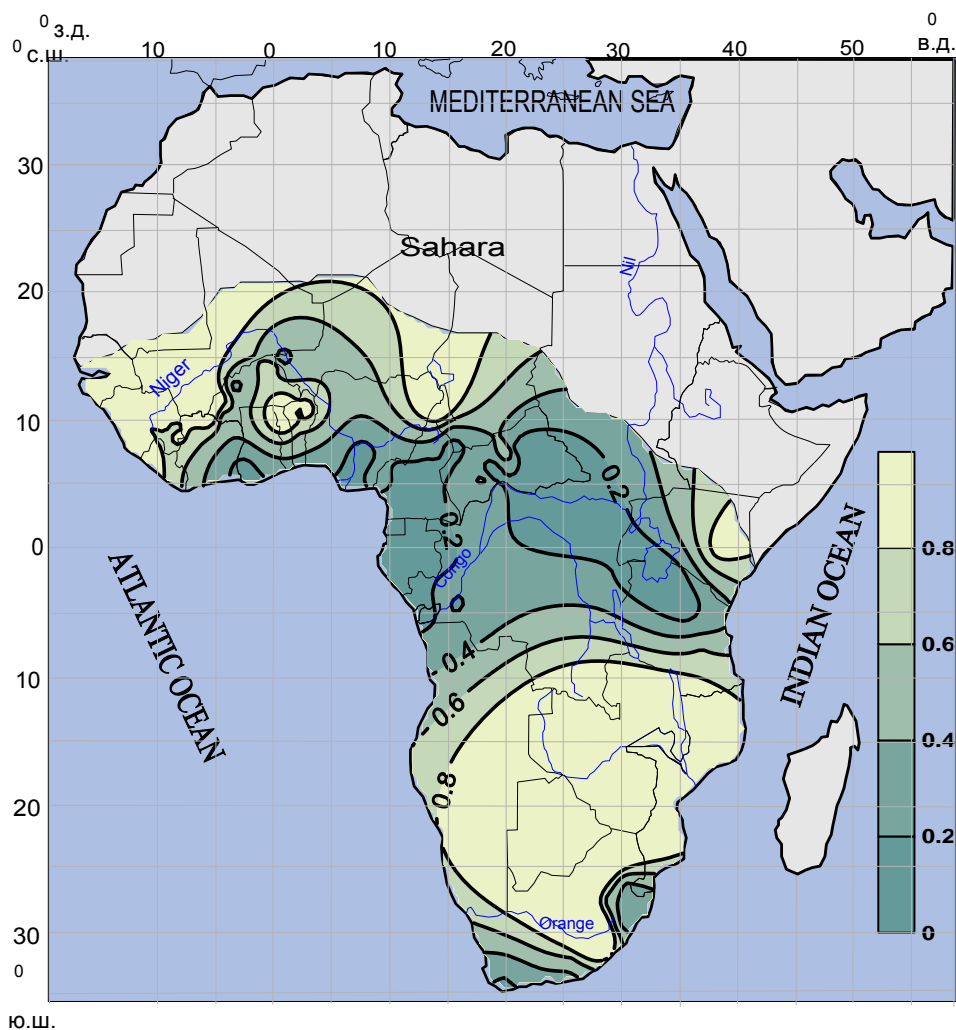 0 з.д.
0 с.ш.
10 0 10 20 30 40 50
0
в.д.
MEDITERRANEAN SEA
30
Sahara
Nil
20
Niger
0
10
0.2
0
0.2
Congo
ATLANTIC OCEAN
INDIAN OCEAN
0.8
0.6
0.4
0.2
0
0.4
10
0.6
0.8
20
Orange
30
0
ю.ш.